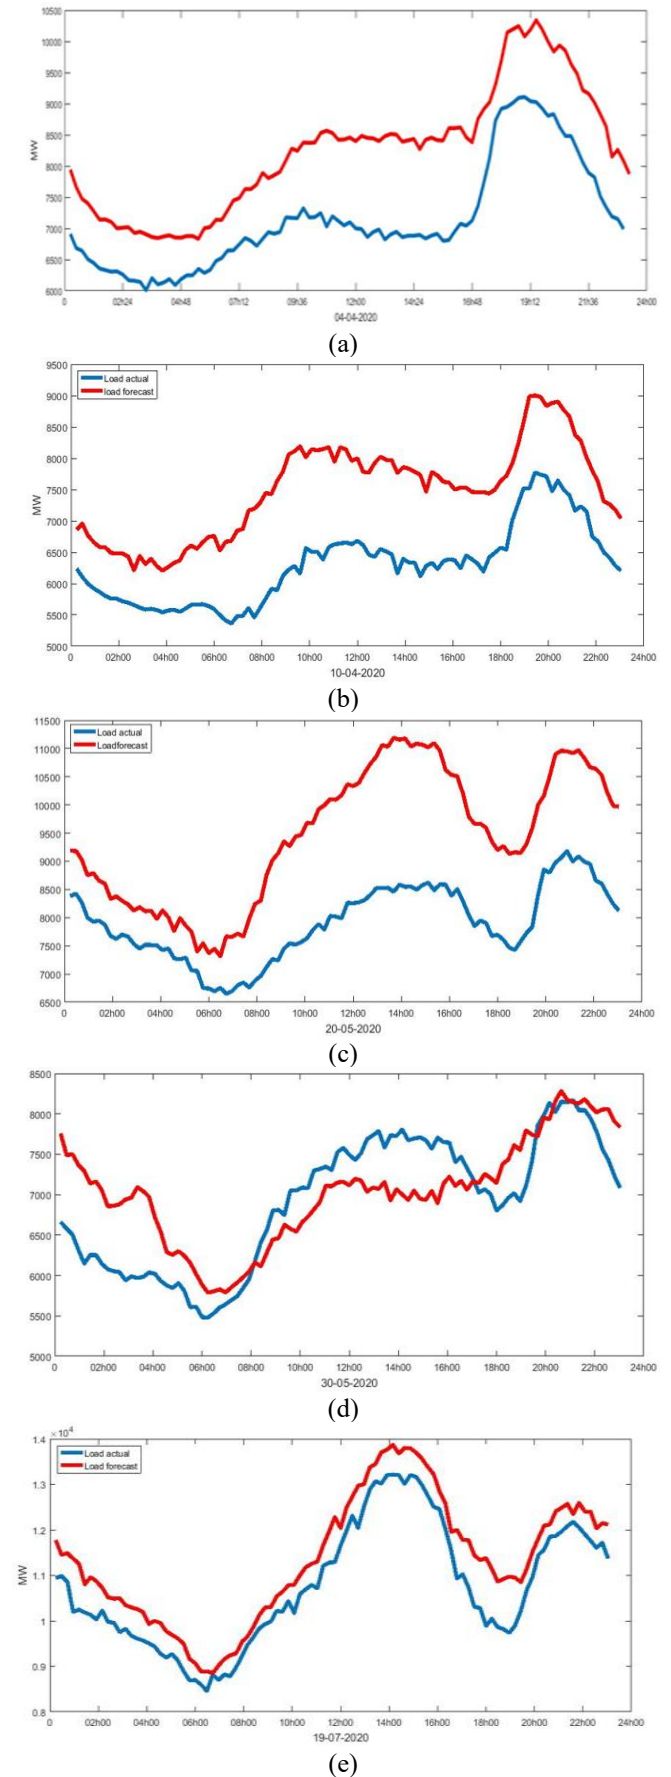 10500
10000
9500
9000
8500
8000
7500
7000
6500
6000
MW
0 02h24 04h48 07h12 09h36 12h00 14h24 16h48 19h12 21h36 24h00
04-04-2020
(a)
9500
9000
8500
8000
7500
7000
6500
6000
5500
5000
MW
Load actual
load forecast
0 02h00 04h00 06h00 08h00 10h00 12h00 14h00 16h00 18h00 20h00 22h00 24h00
10-04-2020
(b)
11500
11000
10500
10000
9500
9000
8500
8000
7500
7000
6500
Load actual
Loadforecast
0 02h00 04h00 06h00 08h00 10h00 12h00 14h00 16h00 18h00 20h00 22h00 24h00
20-05-2020
(c)
8500
8000
7500
7000
6500
6000
5500
5000
0 02h00 04h00 06h00 08h00 10h00 12h00 14h00 16h00 18h00 20h00 22h00 24h00
30-05-2020
(d)
×10⁴
1.4
1.3
1.2
1.1
1
0.9
0.8
MW
Load actual
Load forecast
0 02h00 04h00 06h00 08h00 10h00 12h00 14h00 16h00 18h00 20h00 22h00 24h00
19-07-2020
(e)